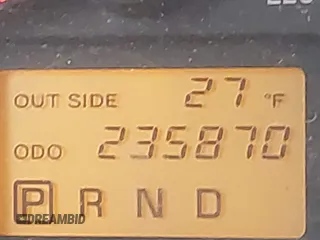 OUT SIDE 27 °F
ODO 235870
P R N D
DREAMBID